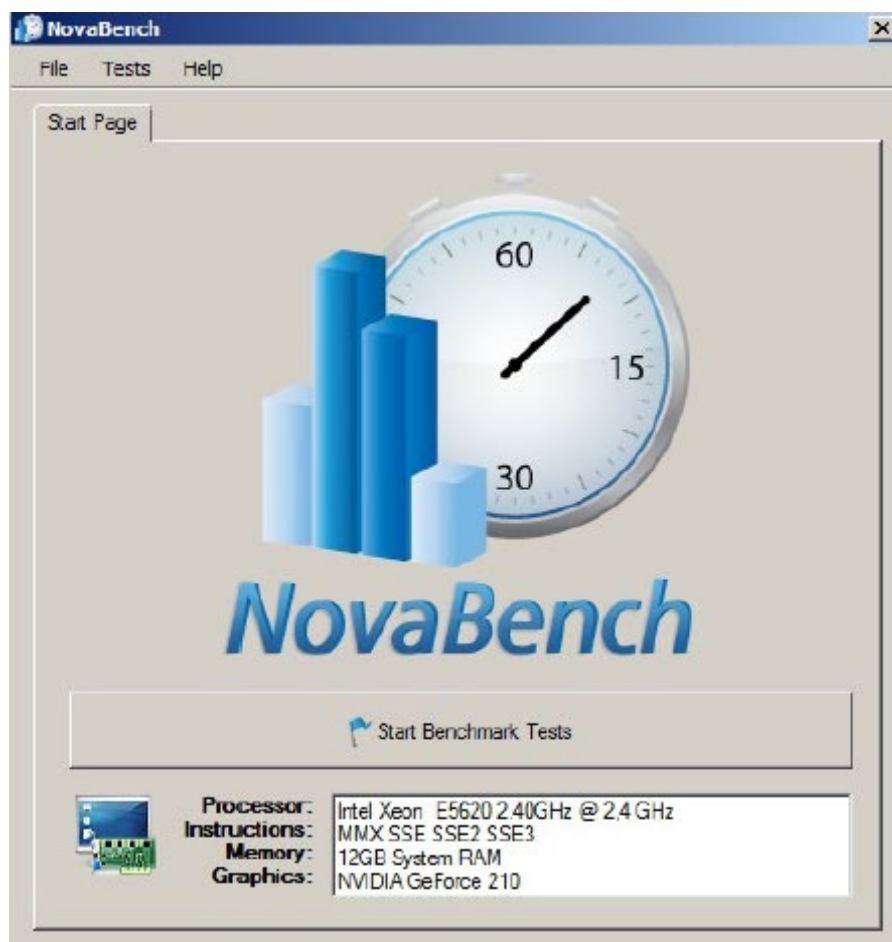 NovaBench
File Tests Help
Start Page
60
15
30
NovaBench
Start Benchmark Tests
Processor: Intel Xeon E5620 2.40GHz @ 2,4 GHz
Instructions: MMX SSE SSE2 SSE3
Memory: 12GB System RAM
Graphics: NVIDIA GeForce 210